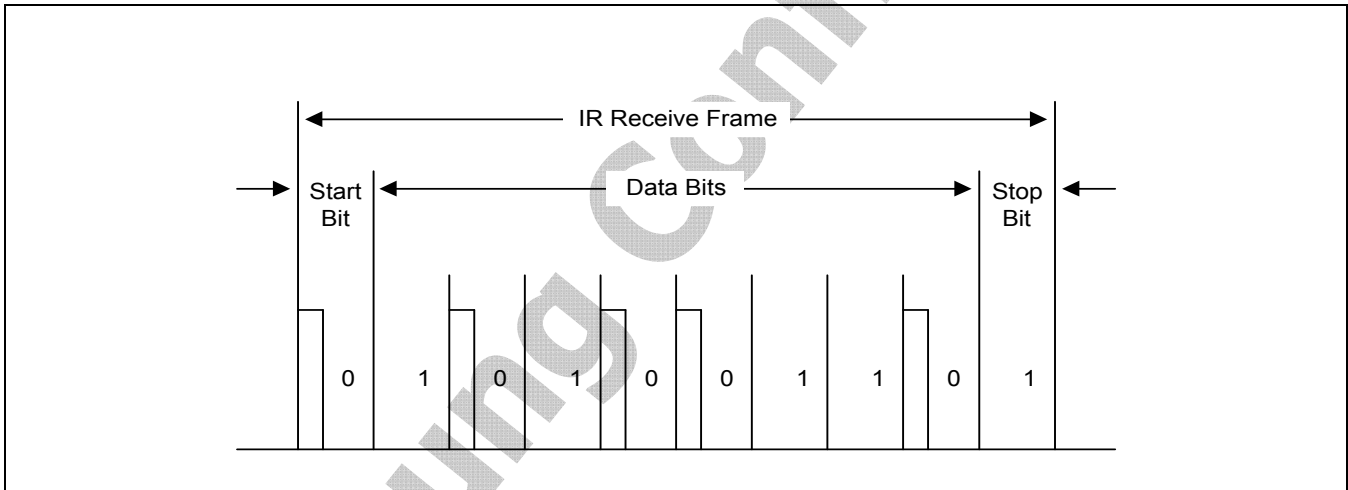 IR Receive Frame
Start Bit
Data Bits
Stop Bit
0 1 0 1 0 0 1 1 0 1